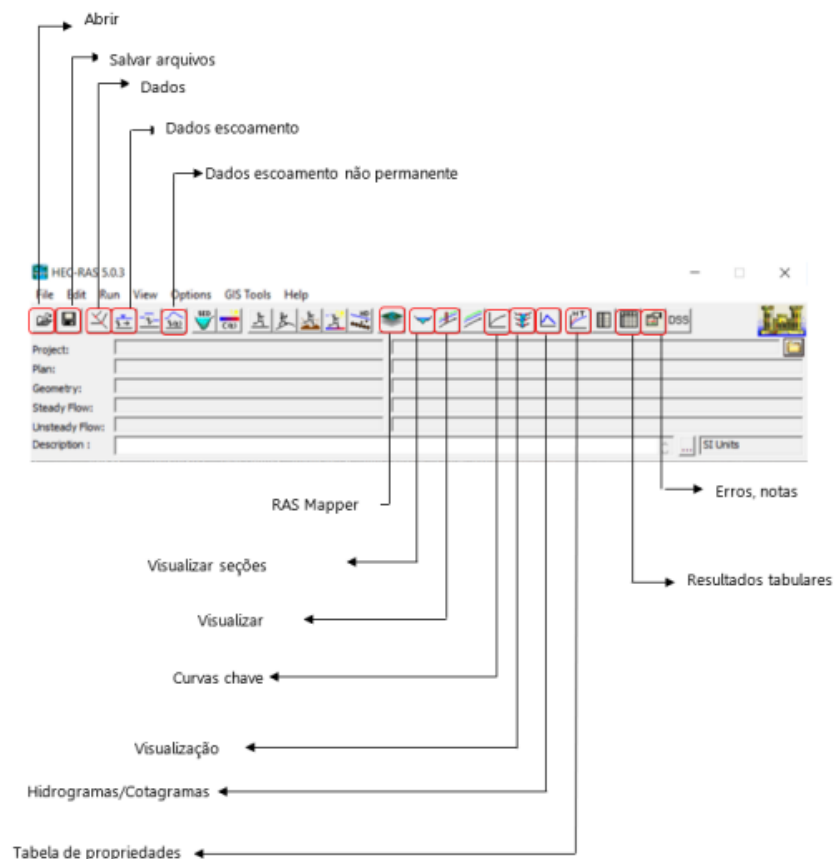 Abrir
Salvar arquivos
Dados
Dados escoamento
Dados escoamento não permanente
HEC-RAS 5.0.3
File Edit Run View Options GIS Tools Help
DSS
Project:
Plan:
Geometry:
Steady Flow:
Unsteady Flow:
Description :
... SI Units
RAS Mapper
Erros, notas
Visualizar seções
Resultados tabulares
Visualizar
Curvas chave
Visualização
Hidrogramas/Cotagramas
Tabela de propriedades